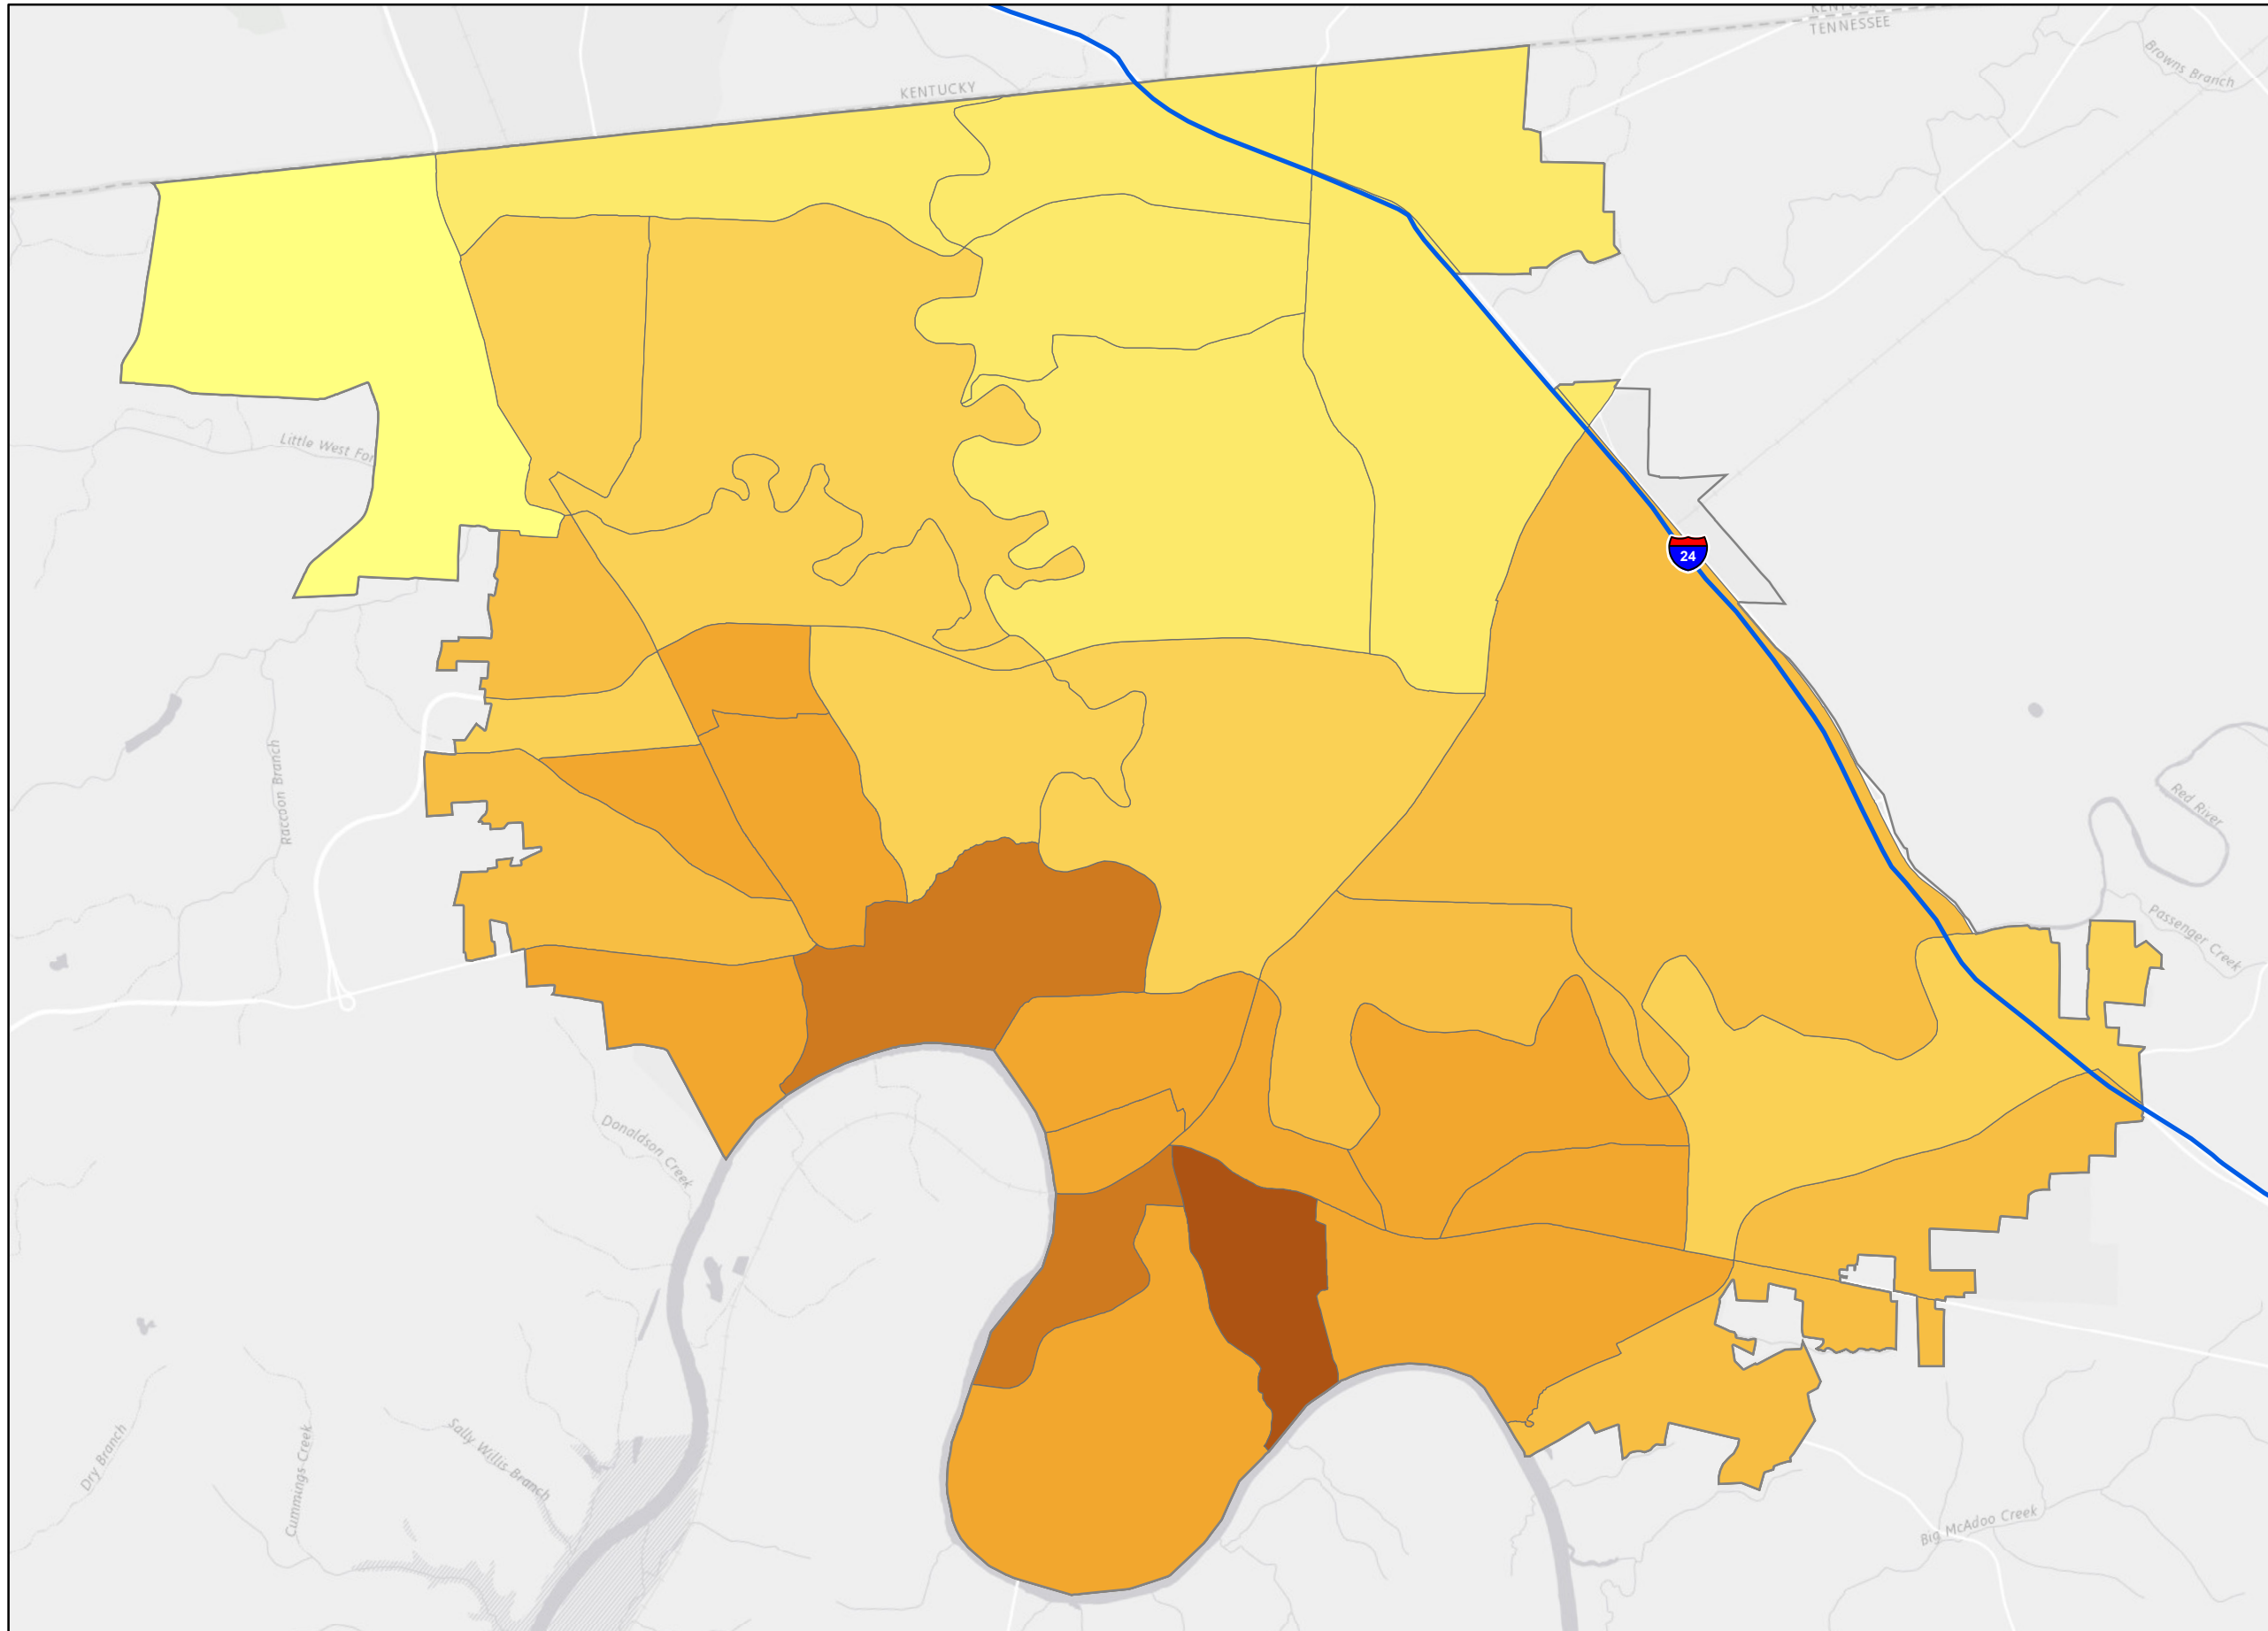 TENNESSEE
Browns Branch
KENTUCKY
Little West For
24
Raccoon Branch
Red River
Passenger Creek
Donaldson Creek
Dry Branch
Cummings Creek
Sally Willis Branch
Big McAdoo Creek